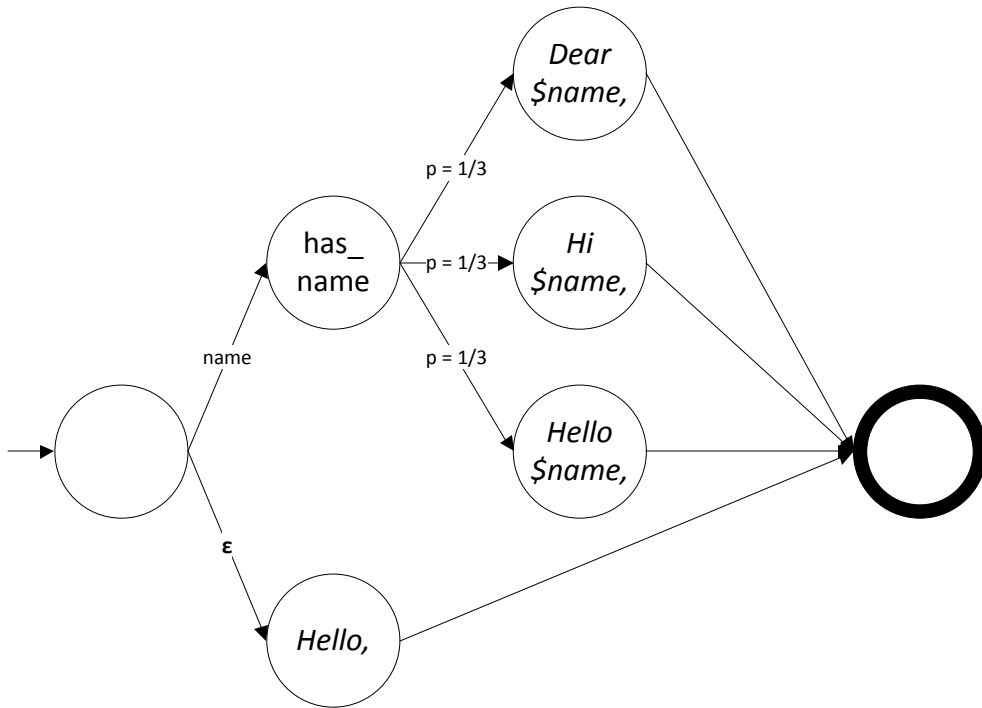 Dear
$name,
p = 1/3
has_
name
p = 1/3
Hi
$name,
name
p = 1/3
Hello
$name,
ε
Hello,